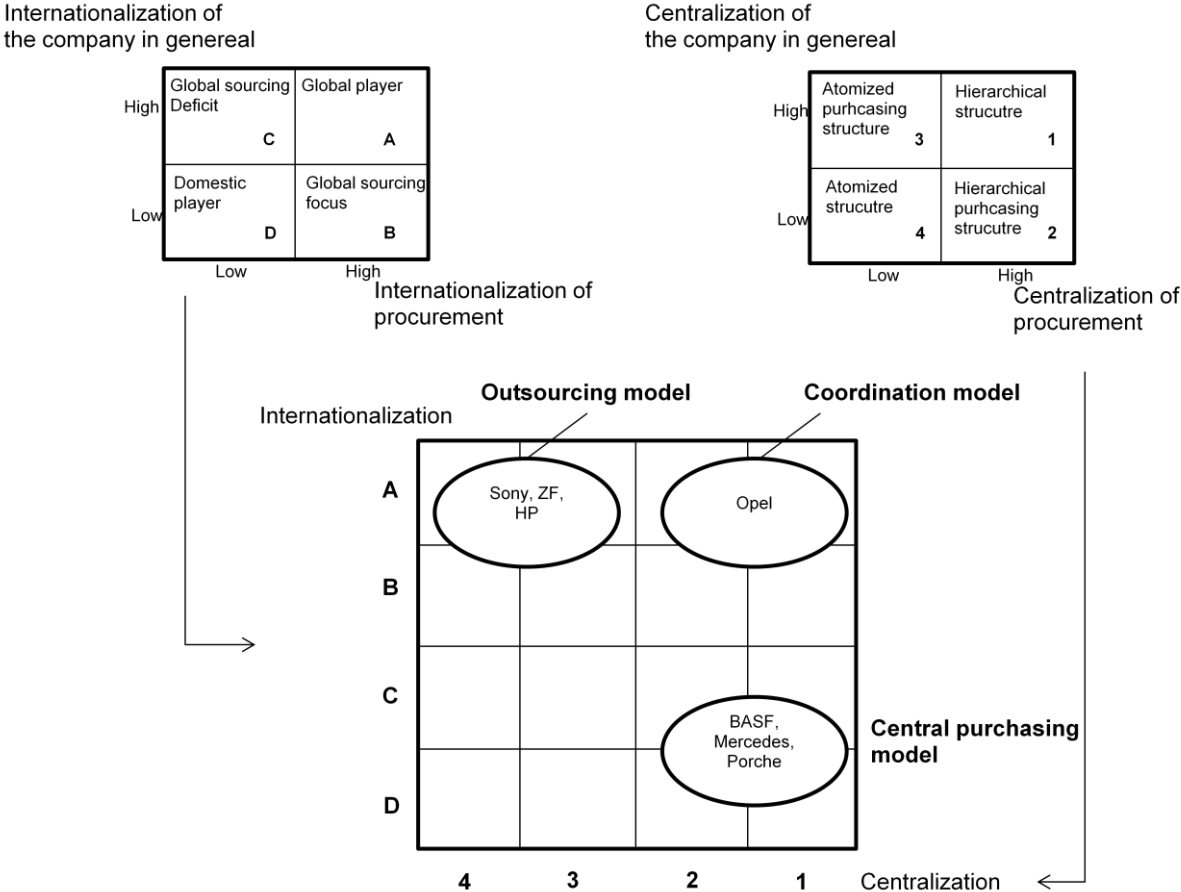 Internationalization of
the company in genereal
High
Global sourcing
Deficit
C
Global player
A
Low
Domestic
player
D
Global sourcing
focus
B
Low
High
Internationalization of
procurement
Centralization of
the company in genereal
High
Atomized
purhcasing
structure
3
Hierarchical
strucutre
1
Low
Atomized
strucutre
4
Hierarchical
purhcasing
strucutre
2
Low
High
Centralization of
procurement
Outsourcing model
Coordination model
Internationalization
A
Sony, ZF,
HP
Opel
B
C
BASF,
Mercedes,
Porche
Central purchasing
model
D
4
3
2
1
Centralization